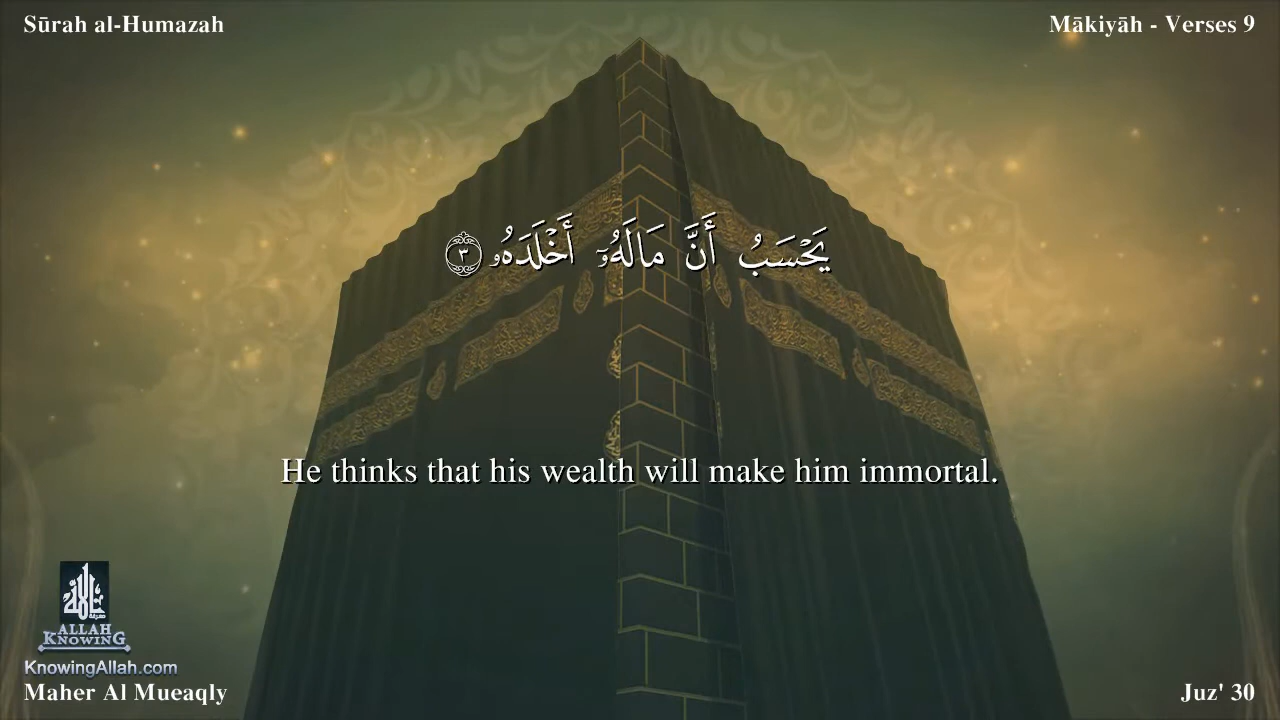 Sūrah al-Humazah
Mākiyāh - Verses 9
يَحْسَبُ أَنَّ مَالَهُۥٓ أَخْلَدَهُۥ ٣
He thinks that his wealth will make him immortal.
ALLAH
KNOWING
KnowingAllah.com
Maher Al Mueaqly
Juz' 30